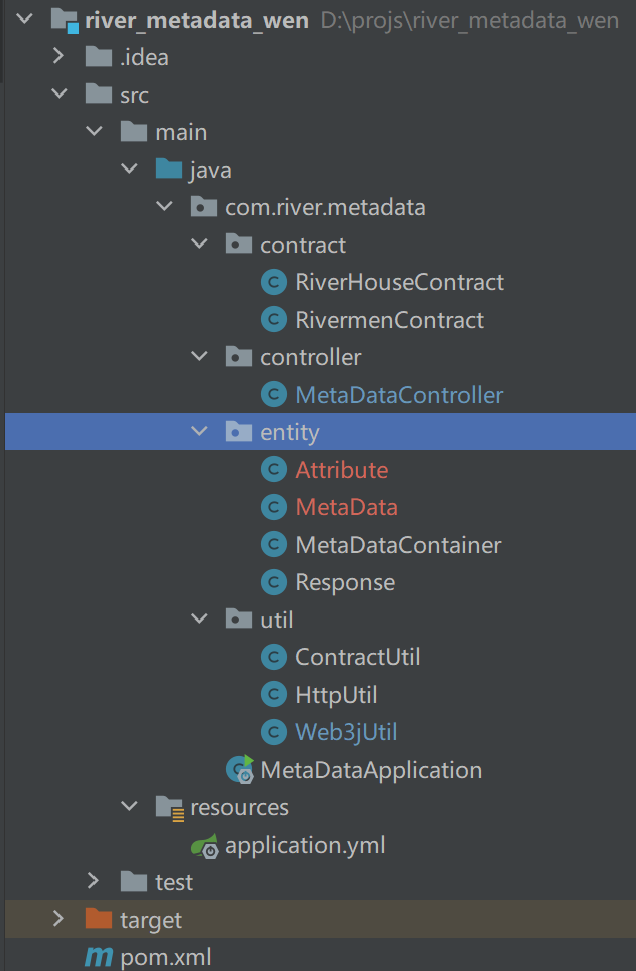 river_metadata_wen D:\projs\river_metadata_wen
.idea
src
main
java
com.river.metadata
contract
C RiverHouseContract
C RivermenContract
controller
C MetaDataController
entity
C Attribute
C MetaData
C MetaDataContainer
C Response
util
C ContractUtil
C HttpUtil
C Web3jUtil
C MetaDataApplication
resources
application.yml
test
target
m pom.xml